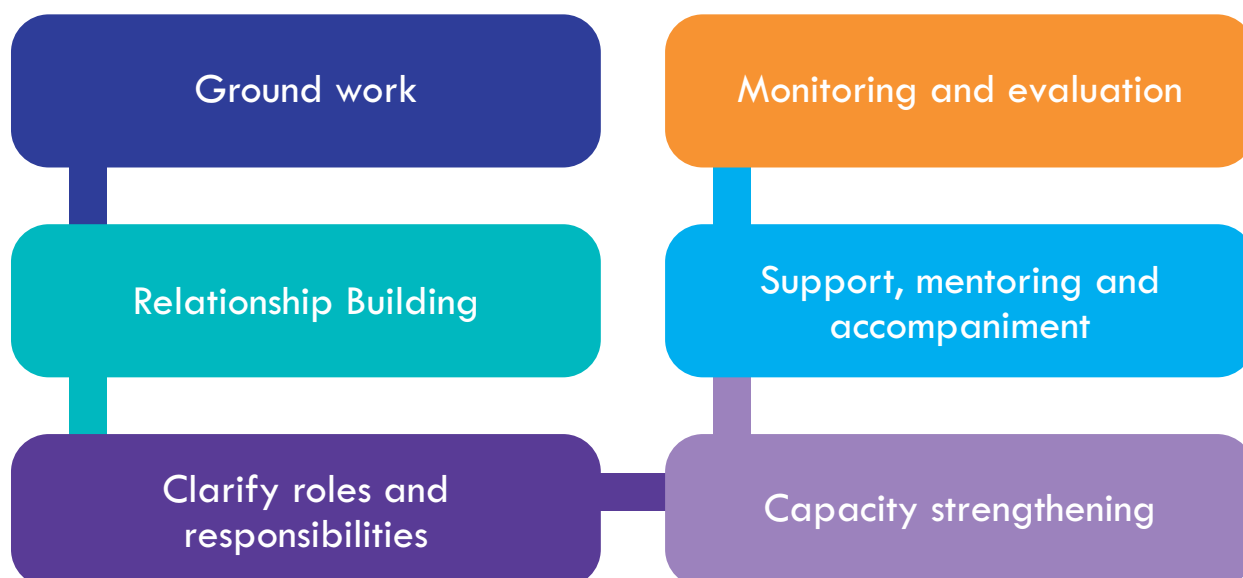 Ground work
Relationship Building
Clarify roles and
responsibilities
Capacity strengthening
Support, mentoring and
accompaniment
Monitoring and evaluation